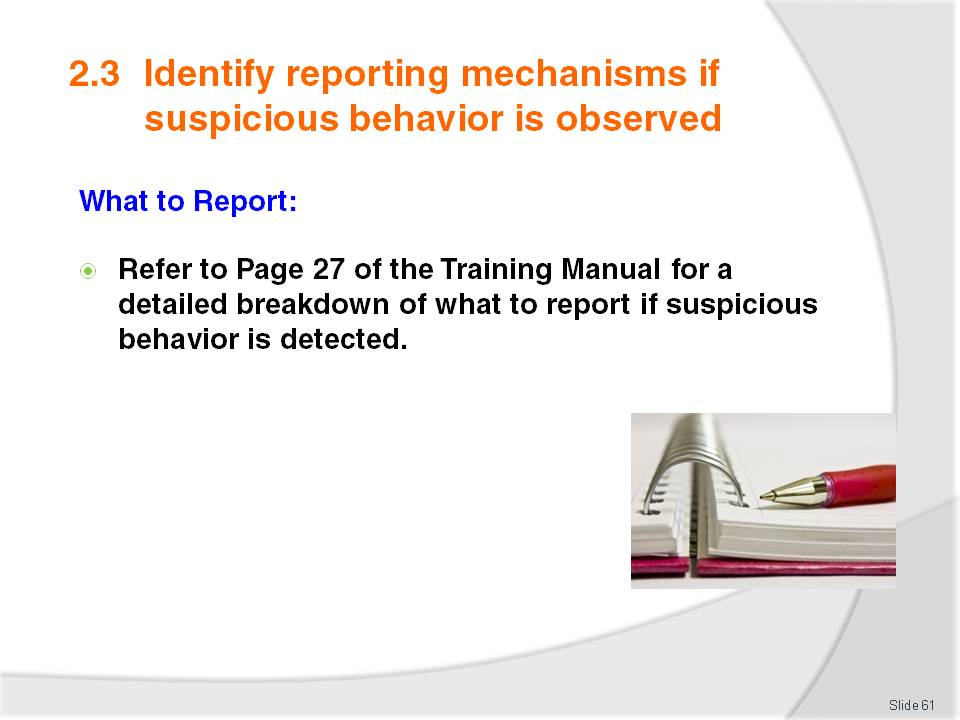 2.3 Identify reporting mechanisms if
suspicious behavior is observed
What to Report:
Refer to Page 27 of the Training Manual for a
detailed breakdown of what to report if suspicious
behavior is detected.
Slide 61